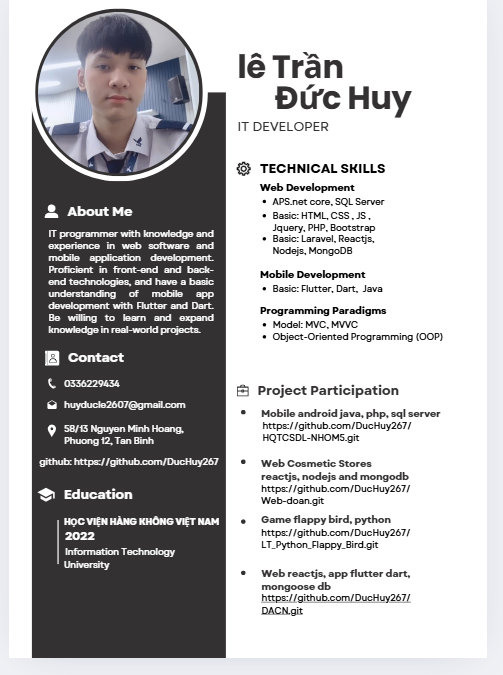 lê Trần
Đức Huy
IT DEVELOPER
About Me
IT programmer with knowledge and
experience in web software and
mobile application development.
Proficient in front-end and back-
end technologies, and have a basic
understanding of mobile app
development with Flutter and Dart.
Be willing to learn and expand
knowledge in real-world projects.
Contact
0336229434
huyducle2607@gmail.com
58/13 Nguyen Minh Hoang,
Phuong 12, Tan Binh
github: https://github.com/DucHuy267
Education
HỌC VIỆN HÀNG KHÔNG VIỆT NAM
2022
Information Technology
University
TECHNICAL SKILLS
Web Development
• APS.net core, SQL Server
• Basic: HTML, CSS , JS ,
Jquery, PHP, Bootstrap
• Basic: Laravel, Reactjs,
Nodejs, MongoDB
Mobile Development
• Basic: Flutter, Dart, Java
Programming Paradigms
• Model: MVC, MVVC
• Object-Oriented Programming (OOP)
Project Participation
• Mobile android java, php, sql server
https://github.com/DucHuy267/
HQTCSDL-NHOM5.git
• Web Cosmetic Stores
reactjs, nodejs and mongodb
https://github.com/DucHuy267/
Web-doan.git
• Game flappy bird, python
https://github.com/DucHuy267/
LT_Python_Flappy_Bird.git
• Web reactjs, app flutter dart,
mongoose db
https://github.com/DucHuy267/
DACN.git